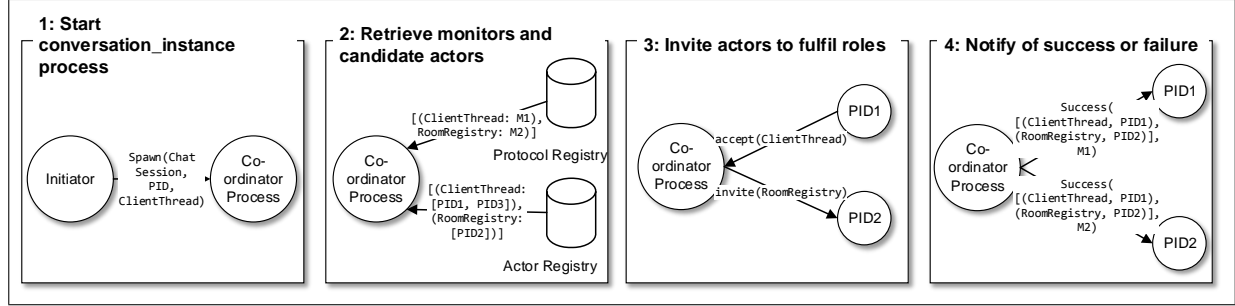 1: Start
conversation_instance
process
Initiator
Spawn(Chat
Session,
PID,
ClientThread)
Co-
ordinator
Process
2: Retrieve monitors and
candidate actors
[(ClientThread: M1),
RoomRegistry: M2)]
Protocol Registry
Co-
ordinator
Process
[(ClientThread:
[PID1, PID3]),
(RoomRegistry:
[PID2])]
Actor Registry
3: Invite actors to fulfil roles
PID1
accept(ClientThread)
Co-
ordinator
Process
invite(RoomRegistry)
PID2
4: Notify of success or failure
PID1
Success(
[(ClientThread, PID1),
(RoomRegistry, PID2)],
M1)
Co-
ordinator
Process
Success(
[(ClientThread, PID1),
(RoomRegistry, PID2)],
M2)
PID2